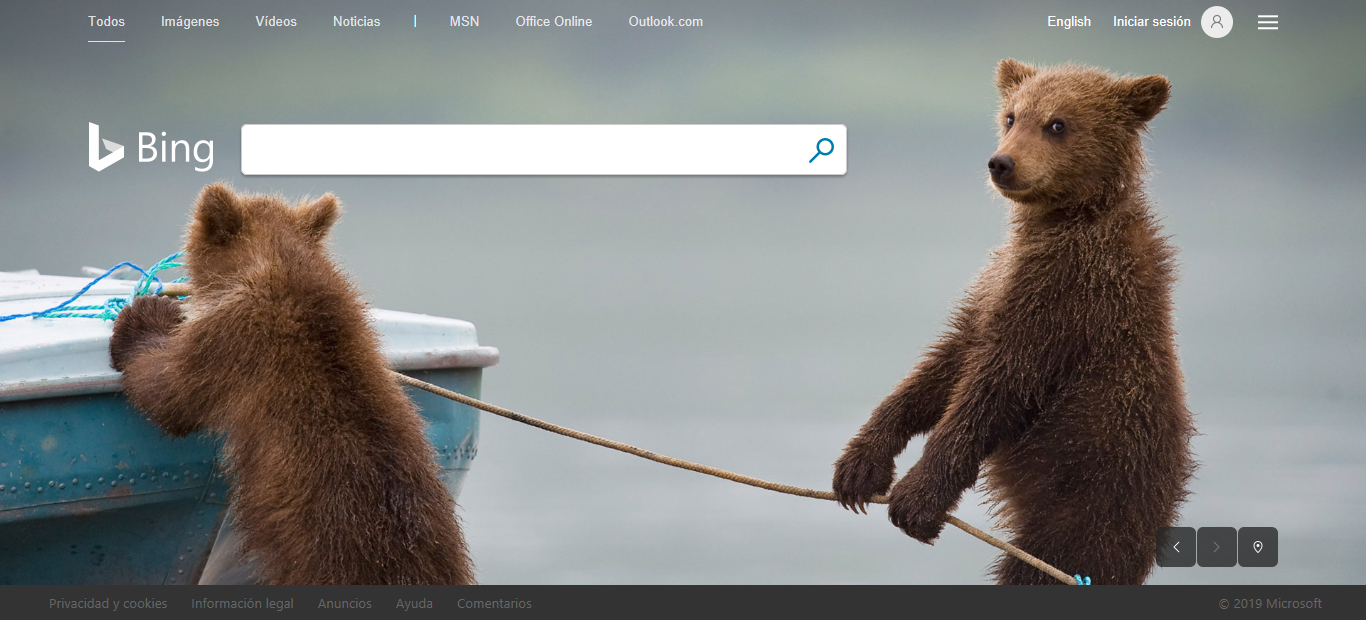 Todos Imágenes Vídeos Noticias | MSN Office Online Outlook.com English Iniciar sesión
Bing
Privacidad y cookies Información legal Anuncios Ayuda Comentarios © 2019 Microsoft